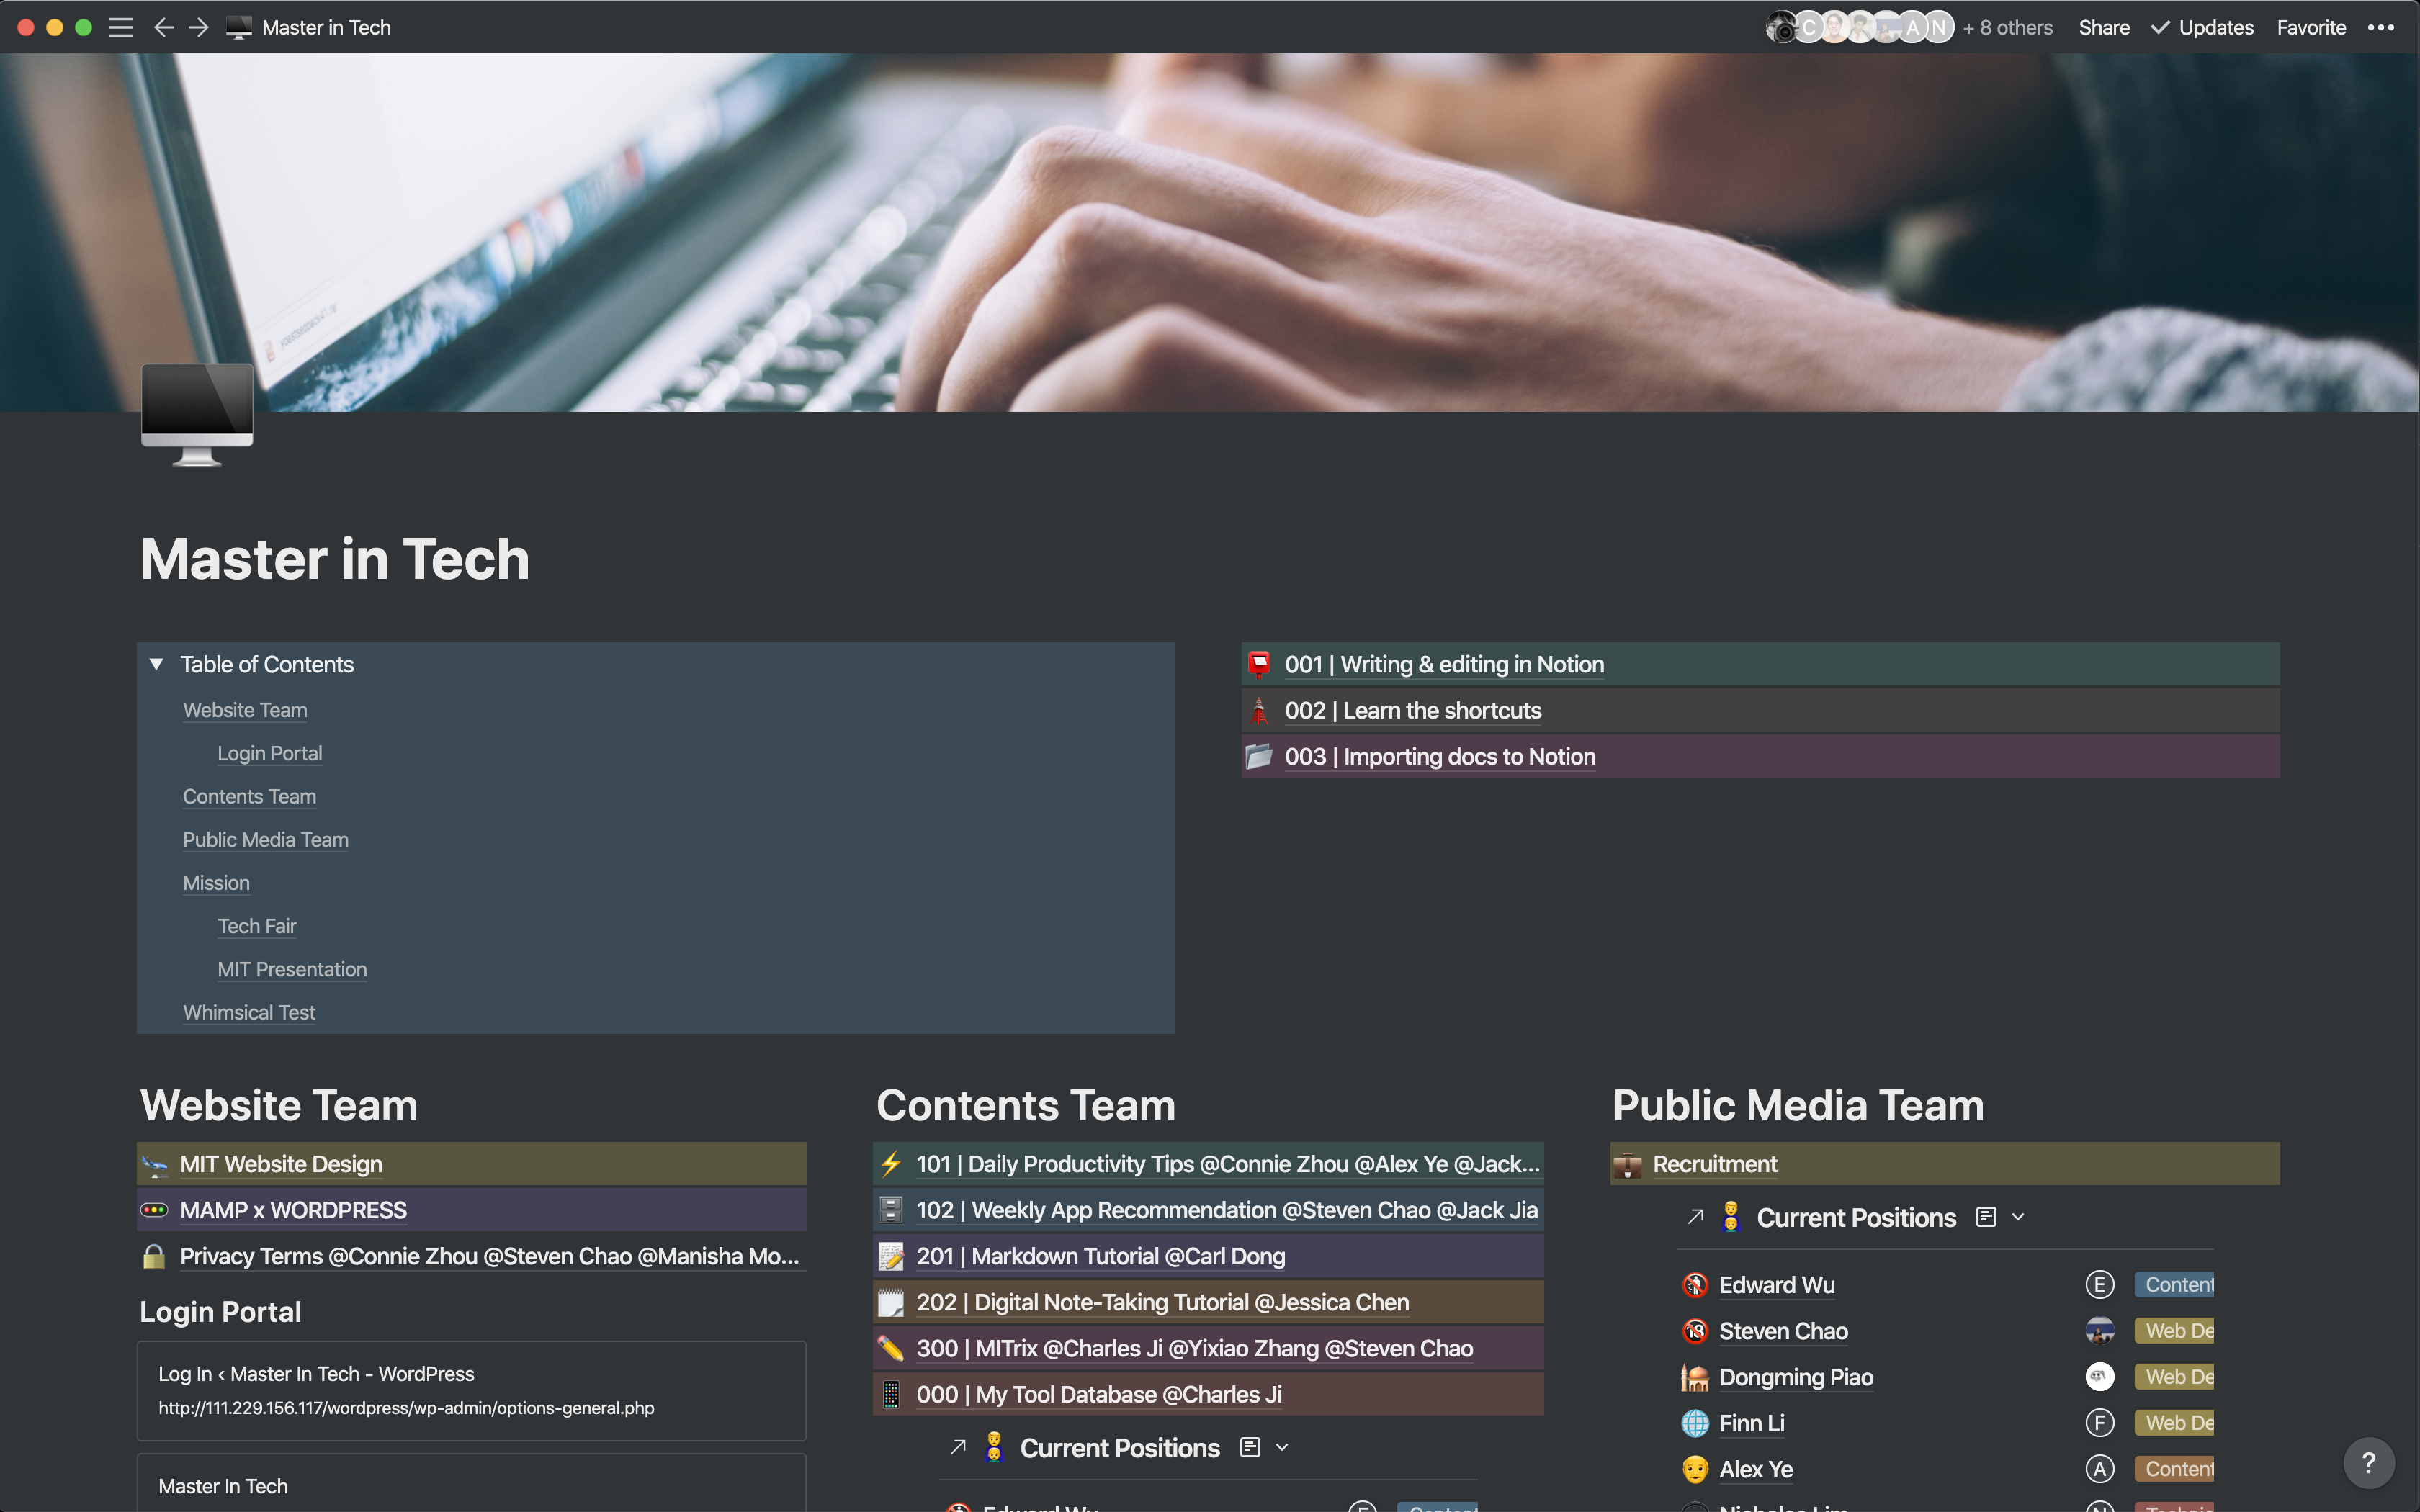 Master in Tech
C
A
N
+ 8 others
Share
Updates
Favorite
Master in Tech
Table of Contents
Website Team
Login Portal
Contents Team
Public Media Team
Mission
Tech Fair
MIT Presentation
Whimsical Test
001 | Writing & editing in Notion
002 | Learn the shortcuts
003 | Importing docs to Notion
Website Team
MIT Website Design
MAMP x WORDPRESS
Privacy Terms @Connie Zhou @Steven Chao @Manisha Mo...
Login Portal
Log In ‹ Master In Tech - WordPress
http://111.229.156.117/wordpress/wp-admin/options-general.php
Master In Tech
Contents Team
101 | Daily Productivity Tips @Connie Zhou @Alex Ye @Jack...
102 | Weekly App Recommendation @Steven Chao @Jack Jia
201 | Markdown Tutorial @Carl Dong
202 | Digital Note-Taking Tutorial @Jessica Chen
300 | MITrix @Charles Ji @Yixiao Zhang @Steven Chao
000 | My Tool Database @Charles Ji
Current Positions
Edward Wu
E
Content
Public Media Team
Recruitment
Current Positions
Edward Wu
E
Content
Steven Chao
Web De
Dongming Piao
Web De
Finn Li
F
Web De
Alex Ye
A
Content
Nicholas Lim
N
Technic
?